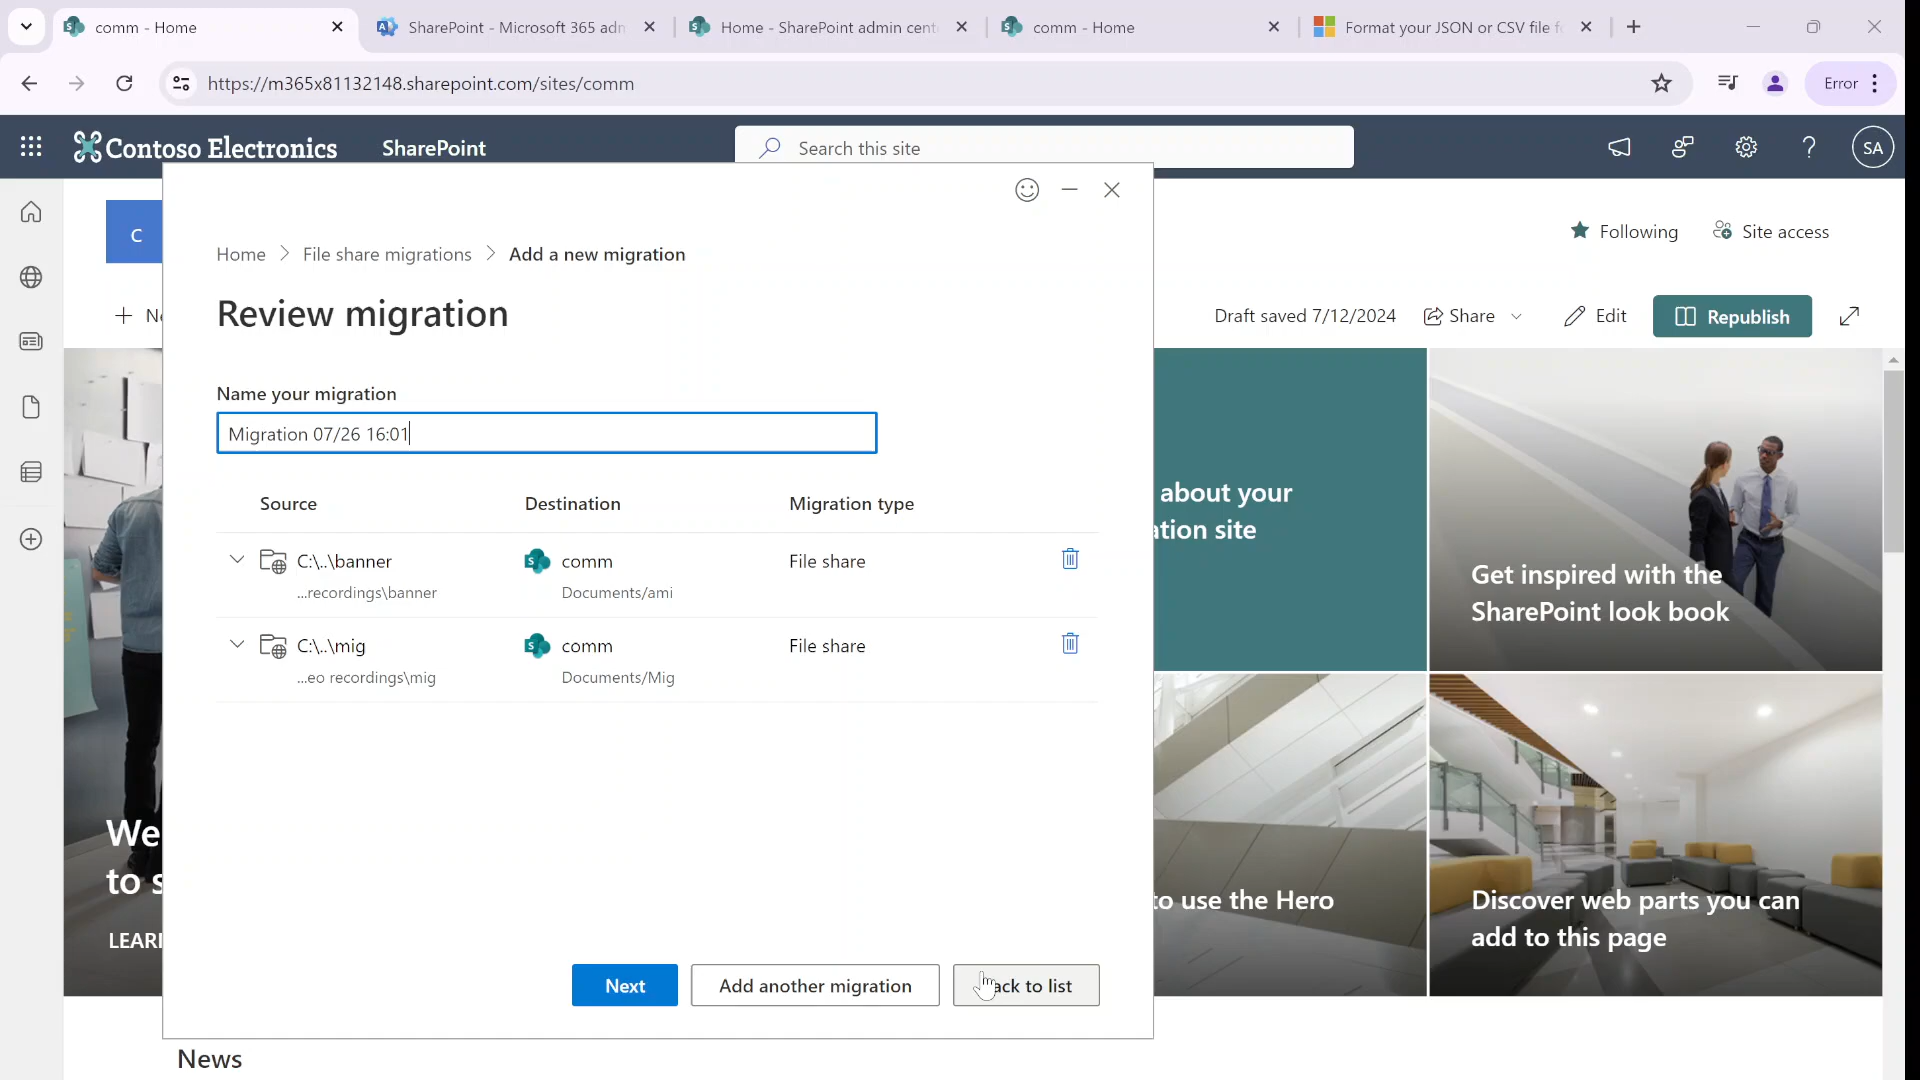 comm - Home
SharePoint - Microsoft 365 adm
Home - SharePoint admin cent
comm - Home
Format your JSON or CSV file f
https://m365x81132148.sharepoint.com/sites/comm
Error
Contoso Electronics
SharePoint
Search this site
SA
C
Following
Site access
Home > File share migrations > Add a new migration
Review migration
Draft saved 7/12/2024
Share
Edit
Republish
Name your migration
Migration 07/26 16:01
Source
Destination
Migration type
C:\..\banner
...recordings\banner
comm
Documents/ami
File share
C:\..\mig
...eo recordings\mig
comm
Documents/Mig
File share
about your
ation site
Get inspired with the
SharePoint look book
We
to s
LEARI
to use the Hero
Discover web parts you can
add to this page
Next
Add another migration
ack to list
News